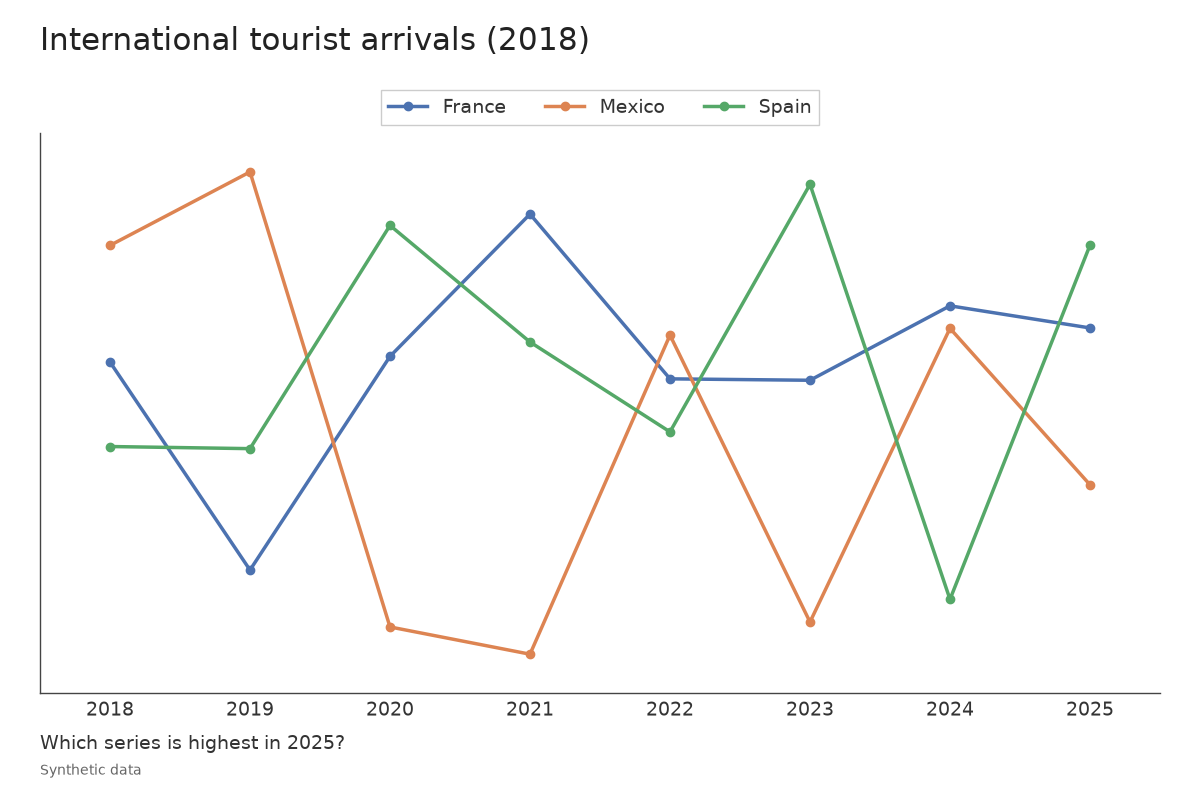 International tourist arrivals (2018)
France Mexico Spain
2018 2019 2020 2021 2022 2023 2024 2025
Which series is highest in 2025?
Synthetic data